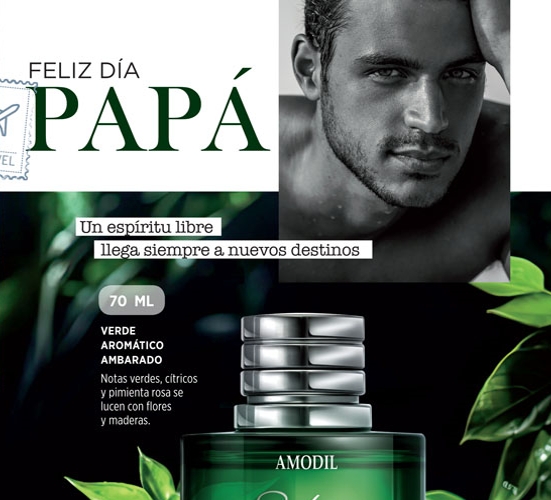 FELIZ DÍA
PAPÁ
Un espíritu libre
llega siempre a nuevos destinos
70 ML
VERDE
AROMÁTICO
AMBARADO
Notas verdes, cítricos
y pimienta rosa se
lucen con flores
y maderas.
AMODIL